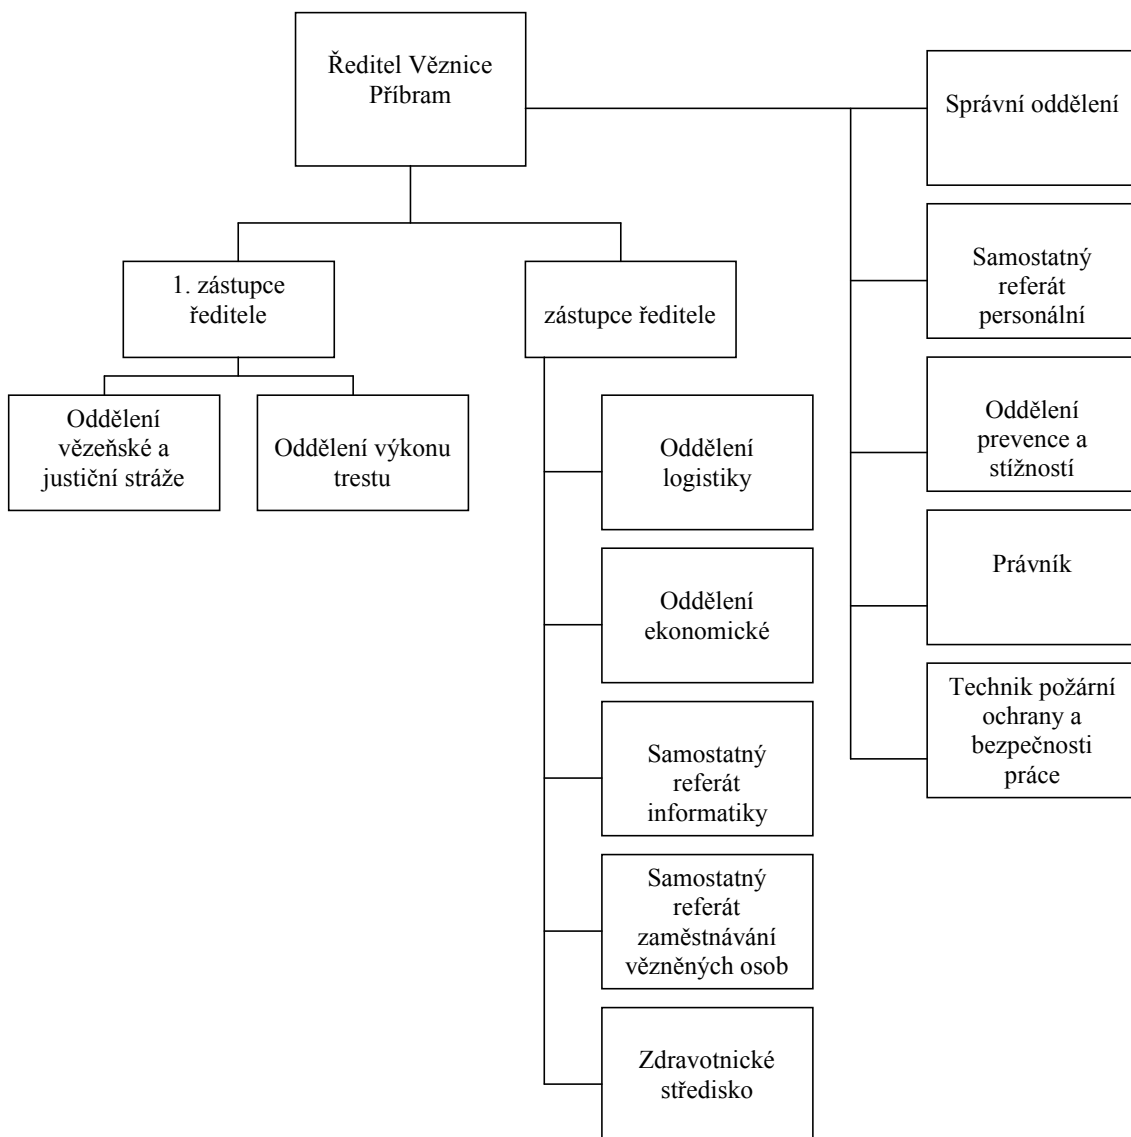 Ředitel Věznice
Příbram
Správní oddělení
Samostatný
referát
personální
1. zástupce
ředitele
zástupce ředitele
Oddělení
prevence a
stížností
Oddělení
vězeňské a
justiční stráže
Oddělení výkonu
trestu
Oddělení
logistiky
Právník
Oddělení
ekonomické
Technik požární
ochrany a
bezpečnosti
práce
Samostatný
referát
informatiky
Samostatný
referát
zaměstnávání
vězněných osob
Zdravotnické
středisko